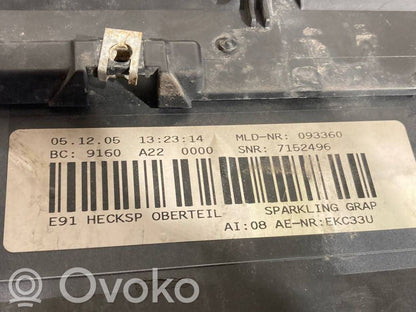 05.12.05 13:23:14 MLD-NR: 093360
BC: 9160 A22 0000 SNR: 7152496
E91 HECKSP OBERTEIL SPARKLING GRAP
AI:08 AE-NR:EKC33U
© OVOKO